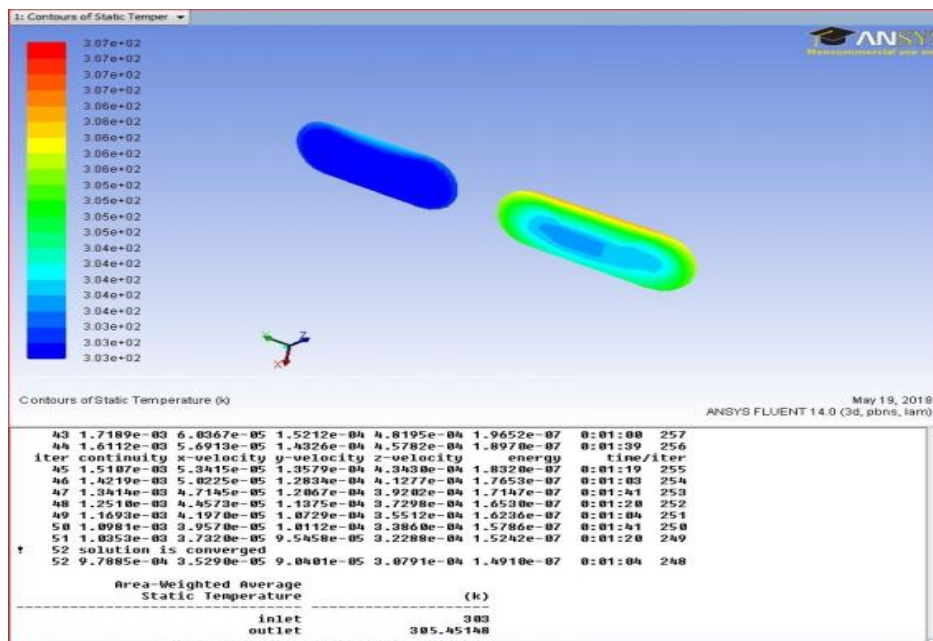 1: Contours of Static Temper
ANSYS
Noncommercial use
3.07e+02
3.07e+02
3.07e+02
3.07e+02
3.06e+02
3.06e+02
3.06e+02
3.06e+02
3.05e+02
3.05e+02
3.05e+02
3.05e+02
3.04e+02
3.04e+02
3.04e+02
3.04e+02
3.04e+02
3.03e+02
3.03e+02
3.03e+02
Y Z
X
Contours of Static Temperature (k)
May 19, 2018
ANSYS FLUENT 14.0 (3d, pbns, lam)
43 1.7189e-03 6.0367e-05 1.5212e-04 4.8195e-04 1.9652e-07 0:01:00 257
44 1.6112e-03 5.6913e-05 1.4326e-04 4.5782e-04 1.8970e-07 0:01:39 256
iter continuity x-velocity y-velocity z-velocity energy time/iter
45 1.5107e-03 5.3415e-05 1.3579e-04 4.3430e-04 1.8320e-07 0:01:19 255
46 1.4219e-03 5.0225e-05 1.2834e-04 4.1277e-04 1.7653e-07 0:01:03 254
47 1.3414e-03 4.7145e-05 1.2067e-04 3.9202e-04 1.7147e-07 0:01:41 253
48 1.2510e-03 4.4573e-05 1.1375e-04 3.7298e-04 1.6530e-07 0:01:20 252
49 1.1693e-03 4.1970e-05 1.0729e-04 3.5512e-04 1.6236e-07 0:01:04 251
50 1.0981e-03 3.9570e-05 1.0112e-04 3.3860e-04 1.5786e-07 0:01:41 250
51 1.0353e-03 3.7320e-05 9.5458e-05 3.2288e-04 1.5242e-07 0:01:20 249
! 52 solution is converged
52 9.7885e-04 3.5290e-05 9.0401e-05 3.0791e-04 1.4910e-07 0:01:04 248
Area-Weighted Average
Static Temperature (k)
inlet 303
outlet 305.45148